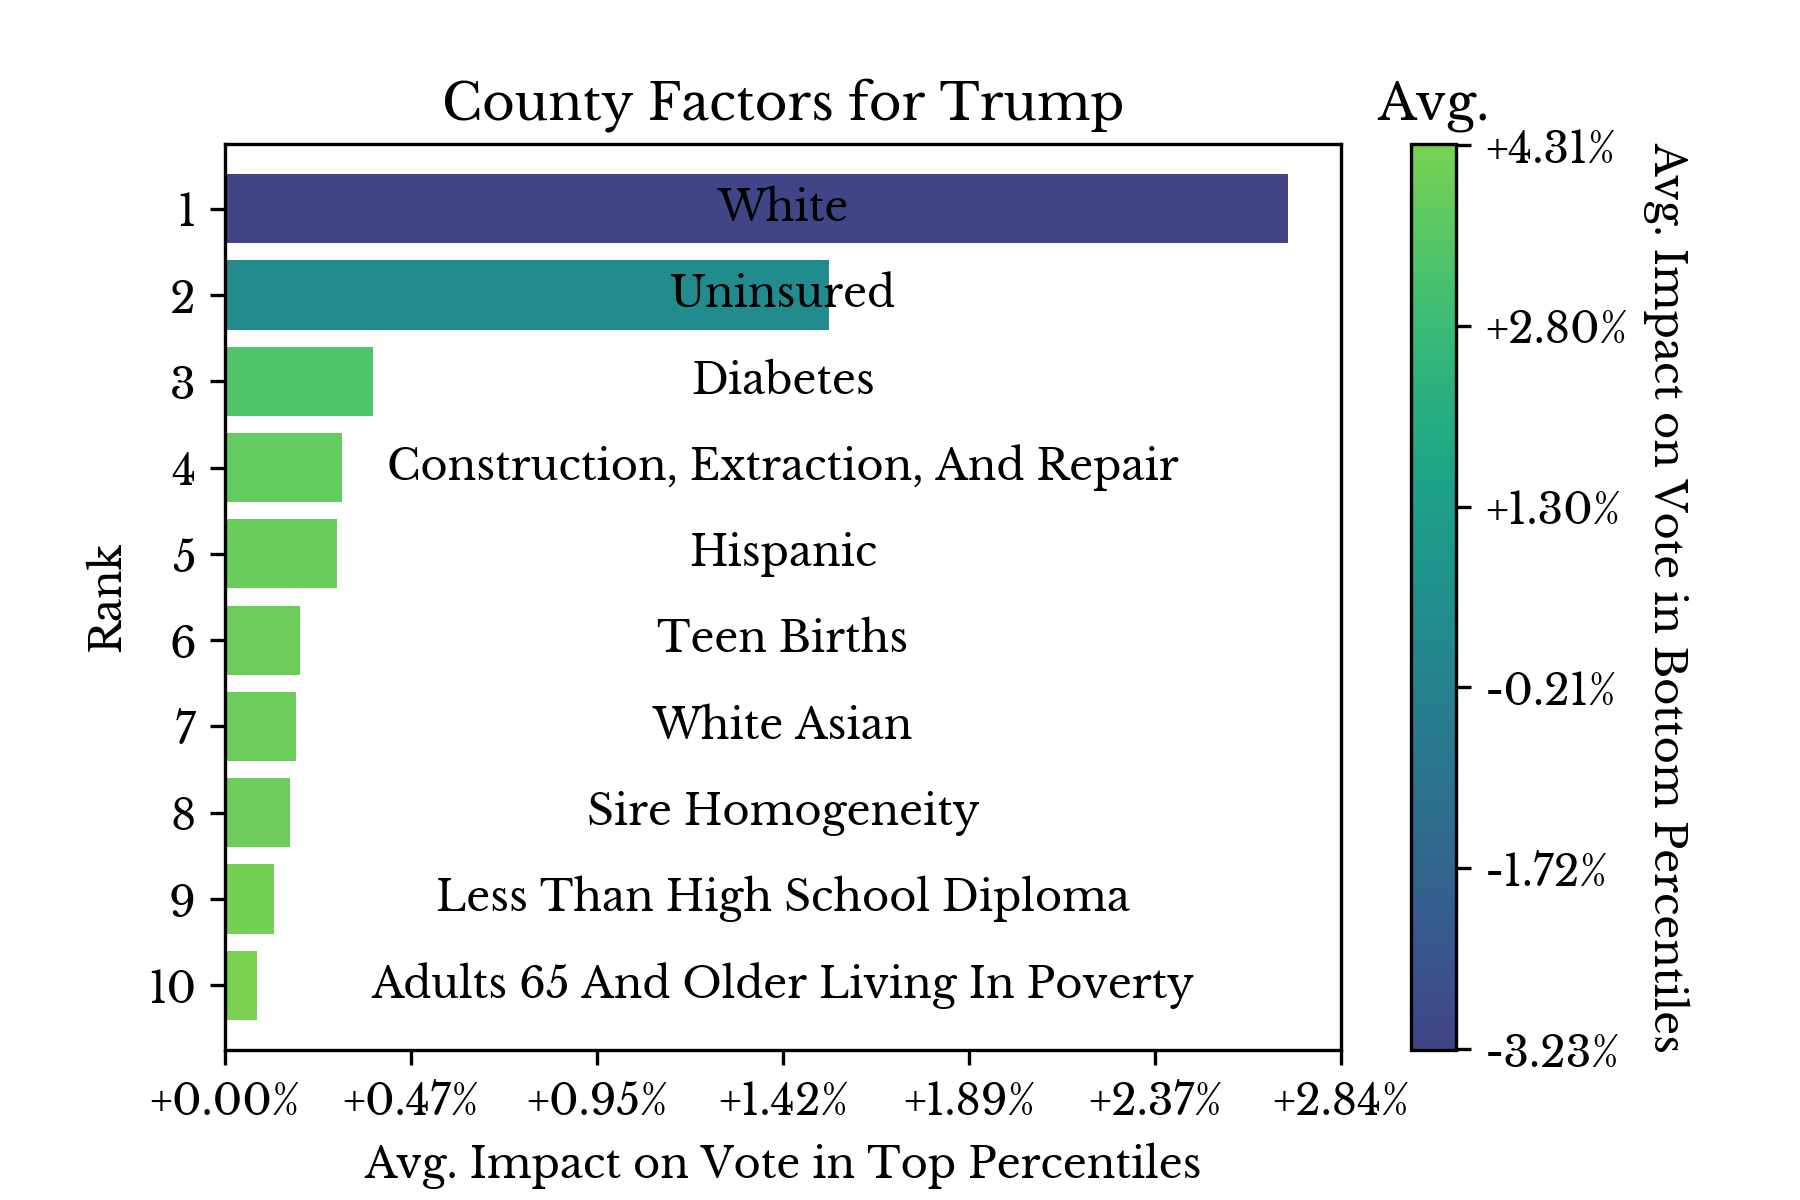 County Factors for Trump
Avg.
1
White
2
Uninsured
3
Diabetes
4
Construction, Extraction, And Repair
5
Hispanic
6
Teen Births
7
White Asian
8
Sire Homogeneity
9
Less Than High School Diploma
10
Adults 65 And Older Living In Poverty
Rank
+0.00% +0.47% +0.95% +1.42% +1.89% +2.37% +2.84%
Avg. Impact on Vote in Top Percentiles
+4.31%
+2.80%
+1.30%
-0.21%
-1.72%
-3.23%
Avg. Impact on Vote in Bottom Percentiles